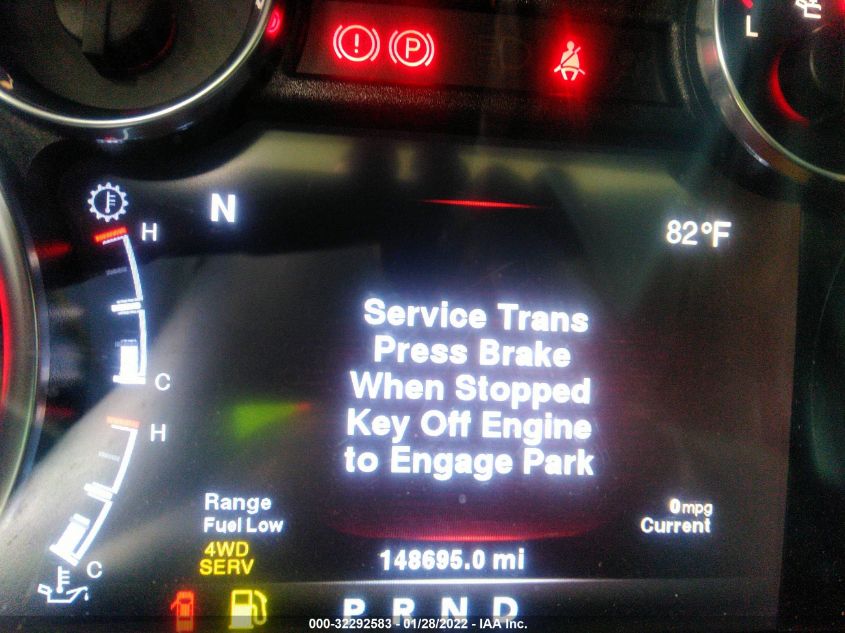 L
E
N
82°F
H
C
Service Trans
Press Brake
When Stopped
Key Off Engine
to Engage Park
H
C
Range
Fuel Low
0mpg
Current
4WD
SERV
148695.0 mi
P R N D
000-32292583 - 01/28/2022 - IAA Inc.